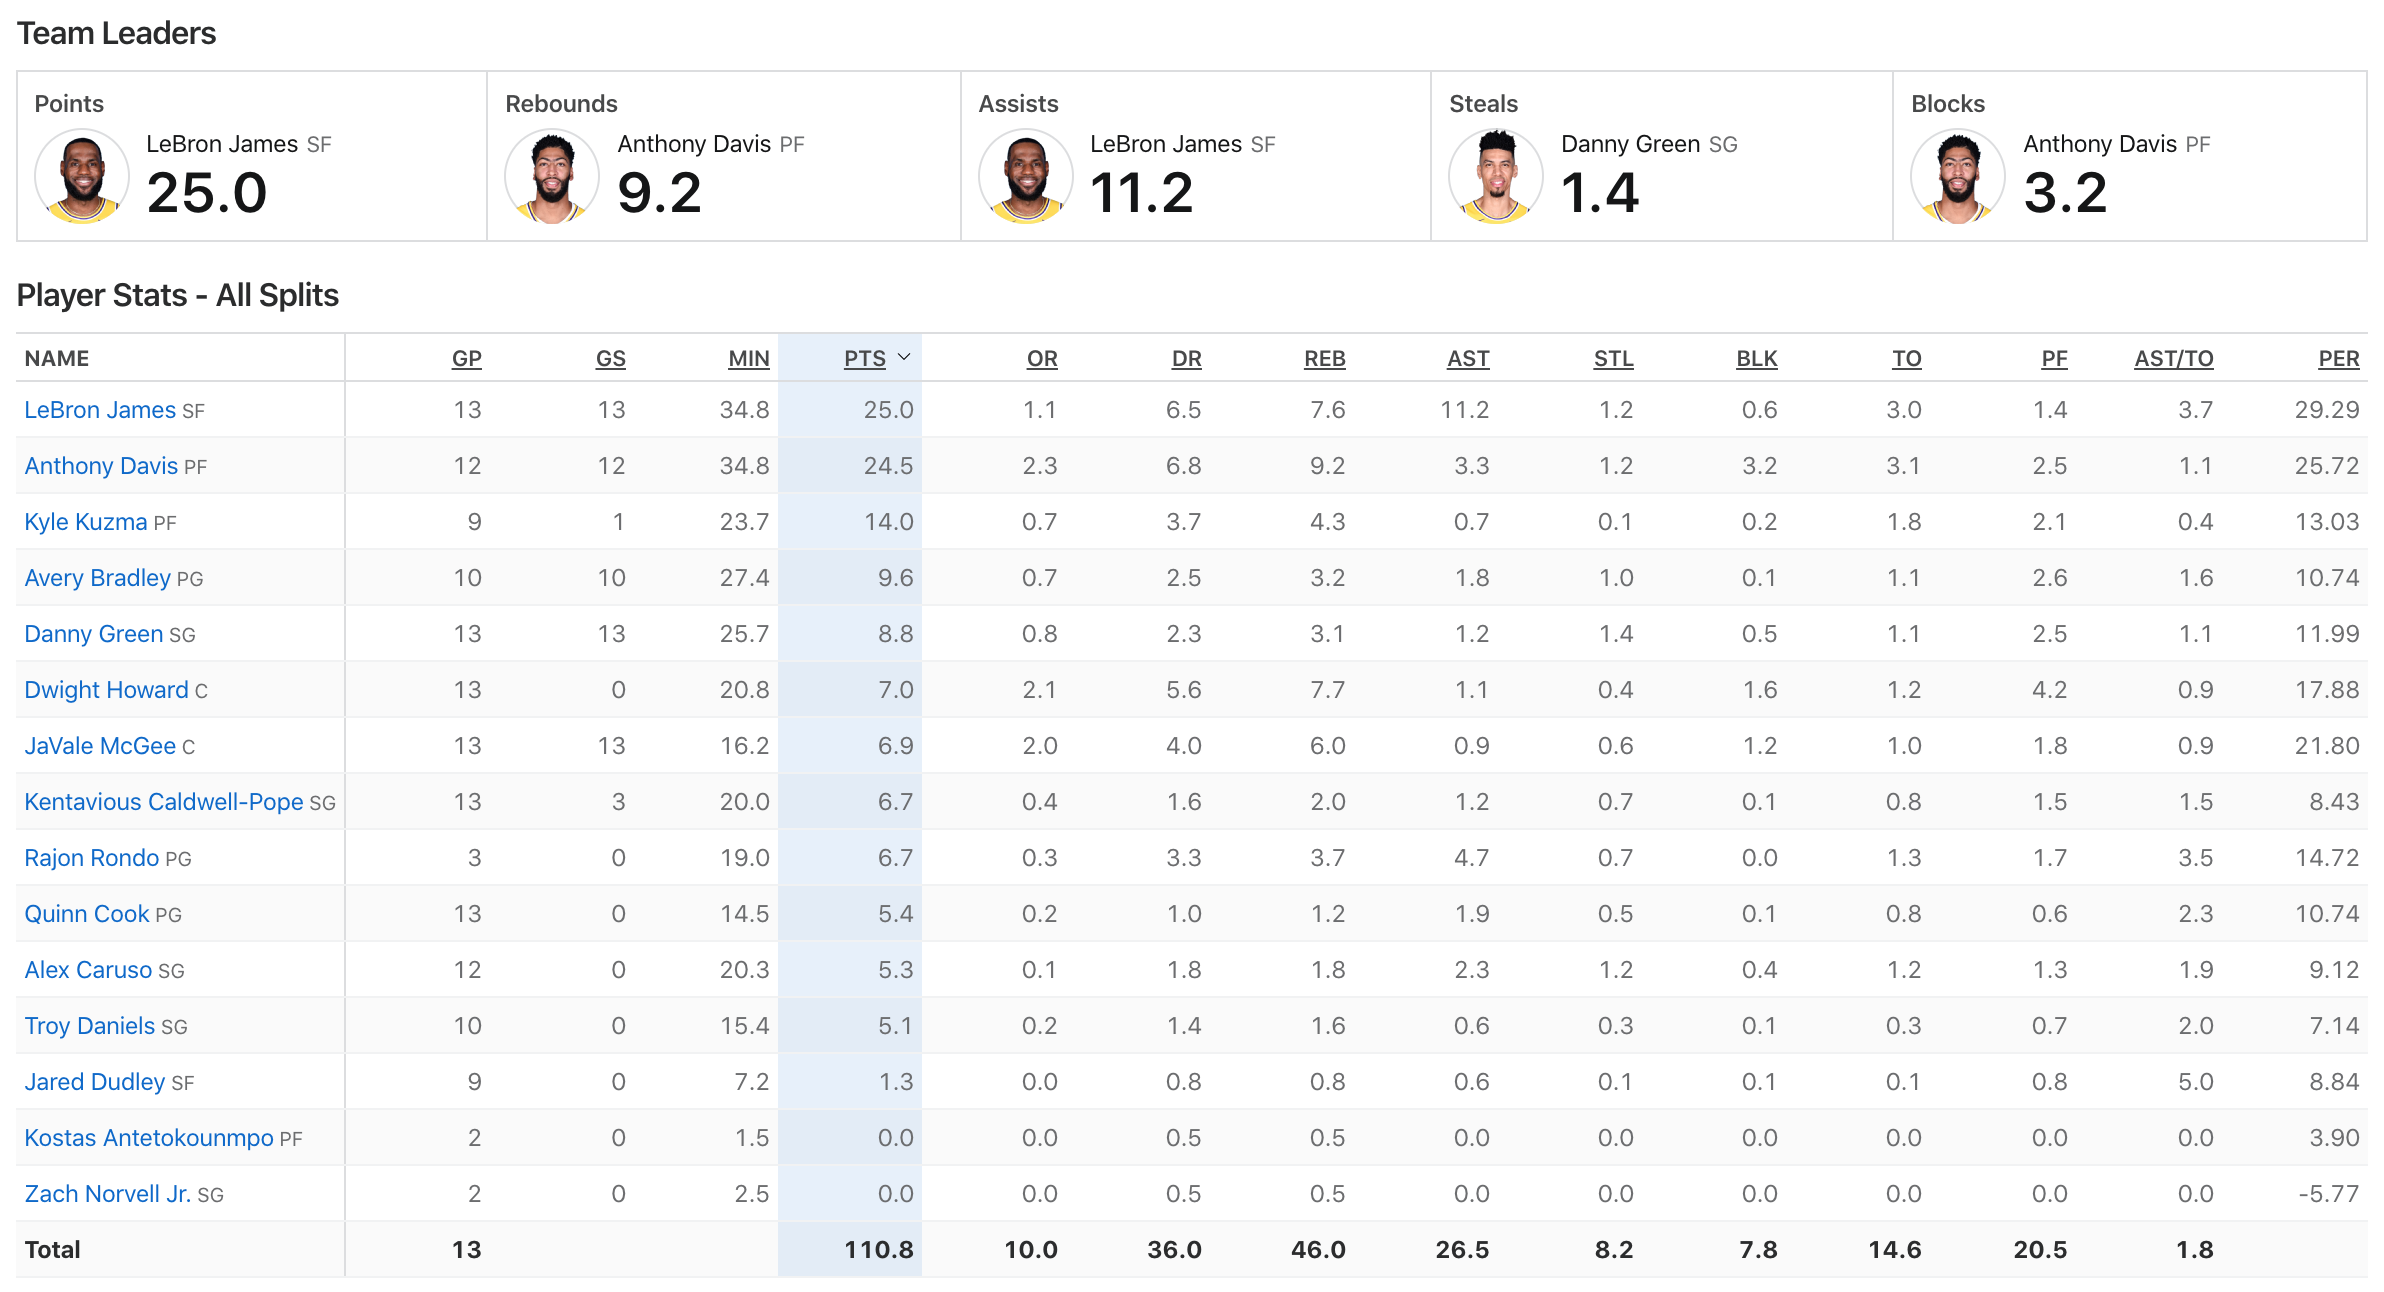 Team Leaders
Points Rebounds Assists Steals Blocks
LeBron James SF Anthony Davis PF LeBron James SF Danny Green SG Anthony Davis PF
25.0 9.2 11.2 1.4 3.2
Player Stats - All Splits
NAME GP GS MIN PTS OR DR REB AST STL BLK TO PF AST/TO PER
LeBron James SF 13 13 34.8 25.0 1.1 6.5 7.6 11.2 1.2 0.6 3.0 1.4 3.7 29.29
Anthony Davis PF 12 12 34.8 24.5 2.3 6.8 9.2 3.3 1.2 3.2 3.1 2.5 1.1 25.72
Kyle Kuzma PF 9 1 23.7 14.0 0.7 3.7 4.3 0.7 0.1 0.2 1.8 2.1 0.4 13.03
Avery Bradley PG 10 10 27.4 9.6 0.7 2.5 3.2 1.8 1.0 0.1 1.1 2.6 1.6 10.74
Danny Green SG 13 13 25.7 8.8 0.8 2.3 3.1 1.2 1.4 0.5 1.1 2.5 1.1 11.99
Dwight Howard C 13 0 20.8 7.0 2.1 5.6 7.7 1.1 0.4 1.6 1.2 4.2 0.9 17.88
JaVale McGee C 13 13 16.2 6.9 2.0 4.0 6.0 0.9 0.6 1.2 1.0 1.8 0.9 21.80
Kentavious Caldwell-Pope SG 13 3 20.0 6.7 0.4 1.6 2.0 1.2 0.7 0.1 0.8 1.5 1.5 8.43
Rajon Rondo PG 3 0 19.0 6.7 0.3 3.3 3.7 4.7 0.7 0.0 1.3 1.7 3.5 14.72
Quinn Cook PG 13 0 14.5 5.4 0.2 1.0 1.2 1.9 0.5 0.1 0.8 0.6 2.3 10.74
Alex Caruso SG 12 0 20.3 5.3 0.1 1.8 1.8 2.3 1.2 0.4 1.2 1.3 1.9 9.12
Troy Daniels SG 10 0 15.4 5.1 0.2 1.4 1.6 0.6 0.3 0.1 0.3 0.7 2.0 7.14
Jared Dudley SF 9 0 7.2 1.3 0.0 0.8 0.8 0.6 0.1 0.1 0.1 0.8 5.0 8.84
Kostas Antetokounmpo PF 2 0 1.5 0.0 0.0 0.5 0.5 0.0 0.0 0.0 0.0 0.0 0.0 3.90
Zach Norvell Jr. SG 2 0 2.5 0.0 0.0 0.5 0.5 0.0 0.0 0.0 0.0 0.0 0.0 -5.77
Total 13 110.8 10.0 36.0 46.0 26.5 8.2 7.8 14.6 20.5 1.8